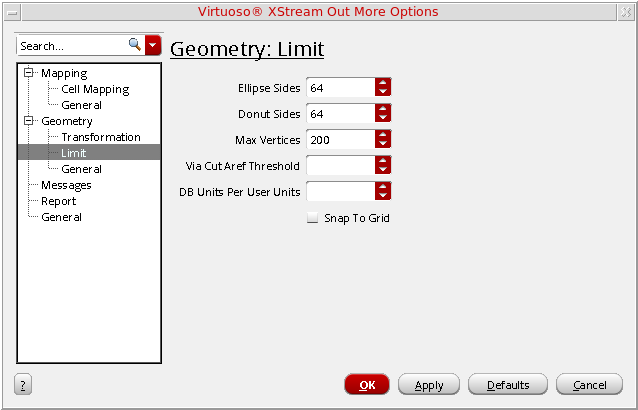 Virtuoso® XStream Out More Options
Search...
Mapping
Cell Mapping
General
Geometry
Transformation
Limit
General
Messages
Report
General
Geometry: Limit
Ellipse Sides 64
Donut Sides 64
Max Vertices 200
Via Cut Aref Threshold
DB Units Per User Units
Snap To Grid
? OK Apply Defaults Cancel